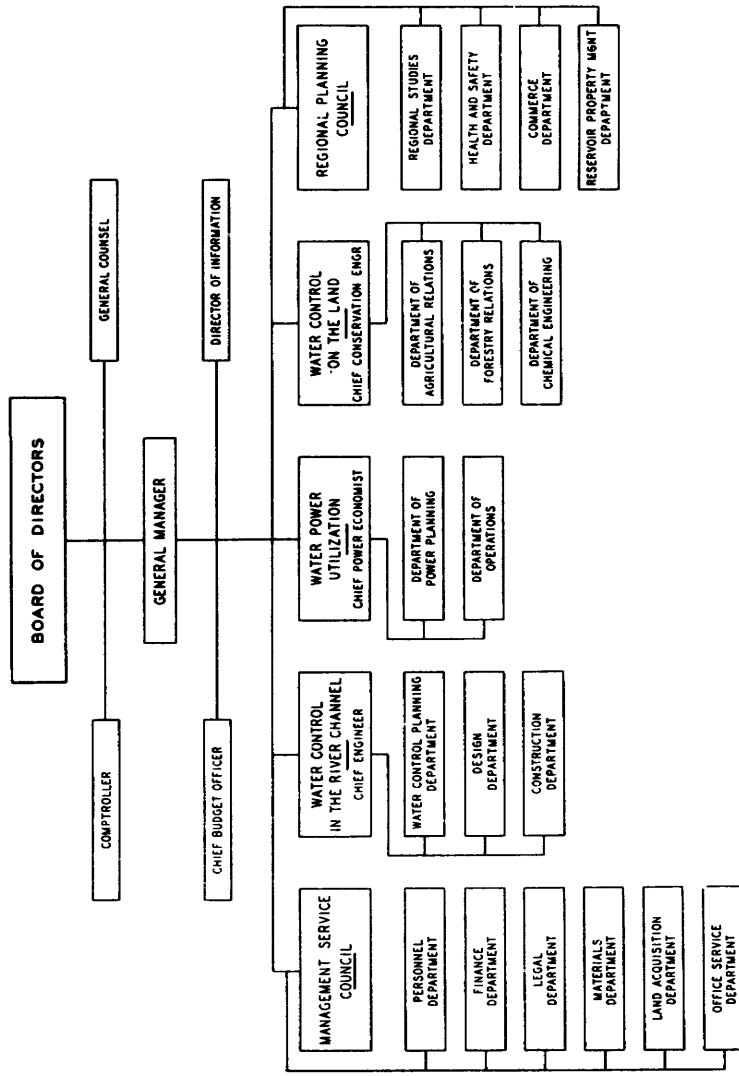 BOARD OF DIRECTORS
COMPTROLLER
GENERAL COUNSEL
GENERAL MANAGER
CHIEF BUDGET OFFICER
DIRECTOR OF INFORMATION
MANAGEMENT SERVICE
COUNCIL
PERSONNEL
DEPARTMENT
FINANCE
DEPARTMENT
LEGAL
DEPARTMENT
MATERIALS
DEPARTMENT
LAND ACQUISITION
DEPARTMENT
OFFICE SERVICE
DEPARTMENT
WATER CONTROL
IN THE RIVER CHANNEL
CHIEF ENGINEER
WATER CONTROL PLANNING
DEPARTMENT
DESIGN
DEPARTMENT
CONSTRUCTION
DEPARTMENT
WATER POWER
UTILIZATION
CHIEF POWER ECONOMIST
DEPARTMENT OF
POWER PLANNING
DEPARTMENT OF
OPERATIONS
WATER CONTROL
ON THE LAND
CHIEF CONSERVATION ENGR
DEPARTMENT OF
AGRICULTURAL RELATIONS
DEPARTMENT OF
FORESTRY RELATIONS
DEPARTMENT OF
CHEMICAL ENGINEERING
REGIONAL PLANNING
COUNCIL
REGIONAL STUDIES
DEPARTMENT
HEALTH AND SAFETY
DEPARTMENT
COMMERCE
DEPARTMENT
RESERVOIR PROPERTY MGNT
DEPARTMENT